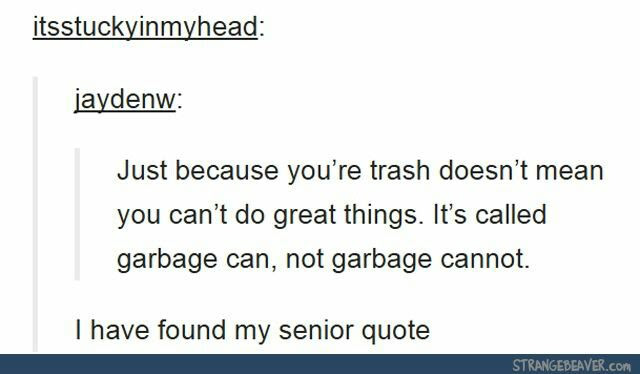 itsstuckyinmyhead:
jaydenw:
Just because you’re trash doesn’t mean
you can’t do great things. It’s called
garbage can, not garbage cannot.
I have found my senior quote
STRANGEBEAVER.com